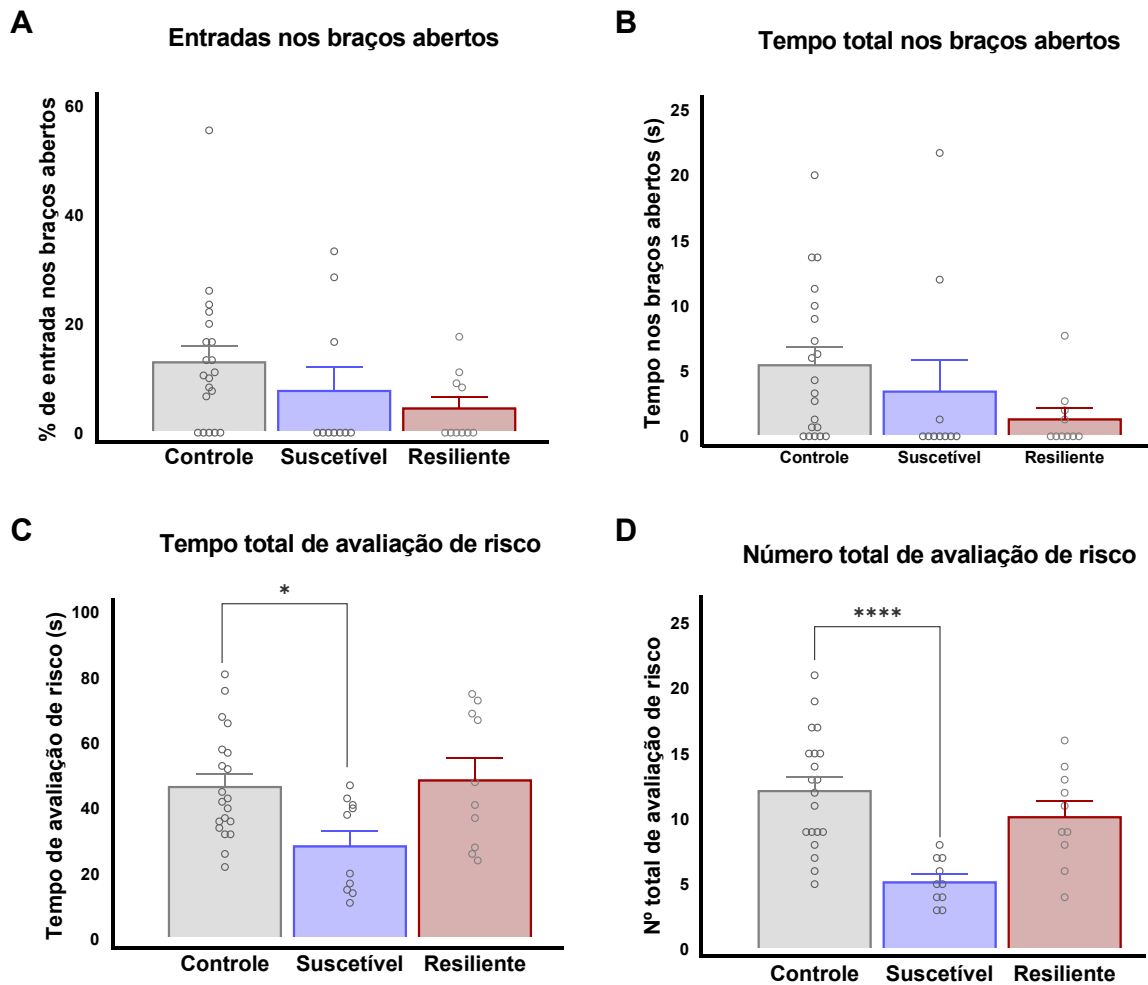 A
Entradas nos braços abertos
% de entrada nos braços abertos
60
40
20
0
Controle
Suscetível
Resiliente
B
Tempo total nos braços abertos
Tempo nos braços abertos (s)
25
20
15
10
5
0
Controle
Suscetível
Resiliente
C
Tempo total de avaliação de risco
Tempo de avaliação de risco (s)
100
80
60
40
20
0
*
Controle
Suscetível
Resiliente
D
Número total de avaliação de risco
Nº total de avaliação de risco
25
20
15
10
5
0
****
Controle
Suscetível
Resiliente